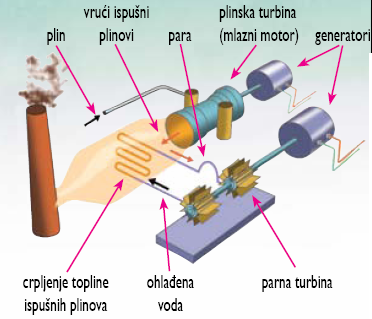 vrući ispušni
plinovi
plin
para
plinska turbina
(mlazni motor)
generatori
crpljenje topline
ispušnih plinova
ohlađena
voda
parna turbina